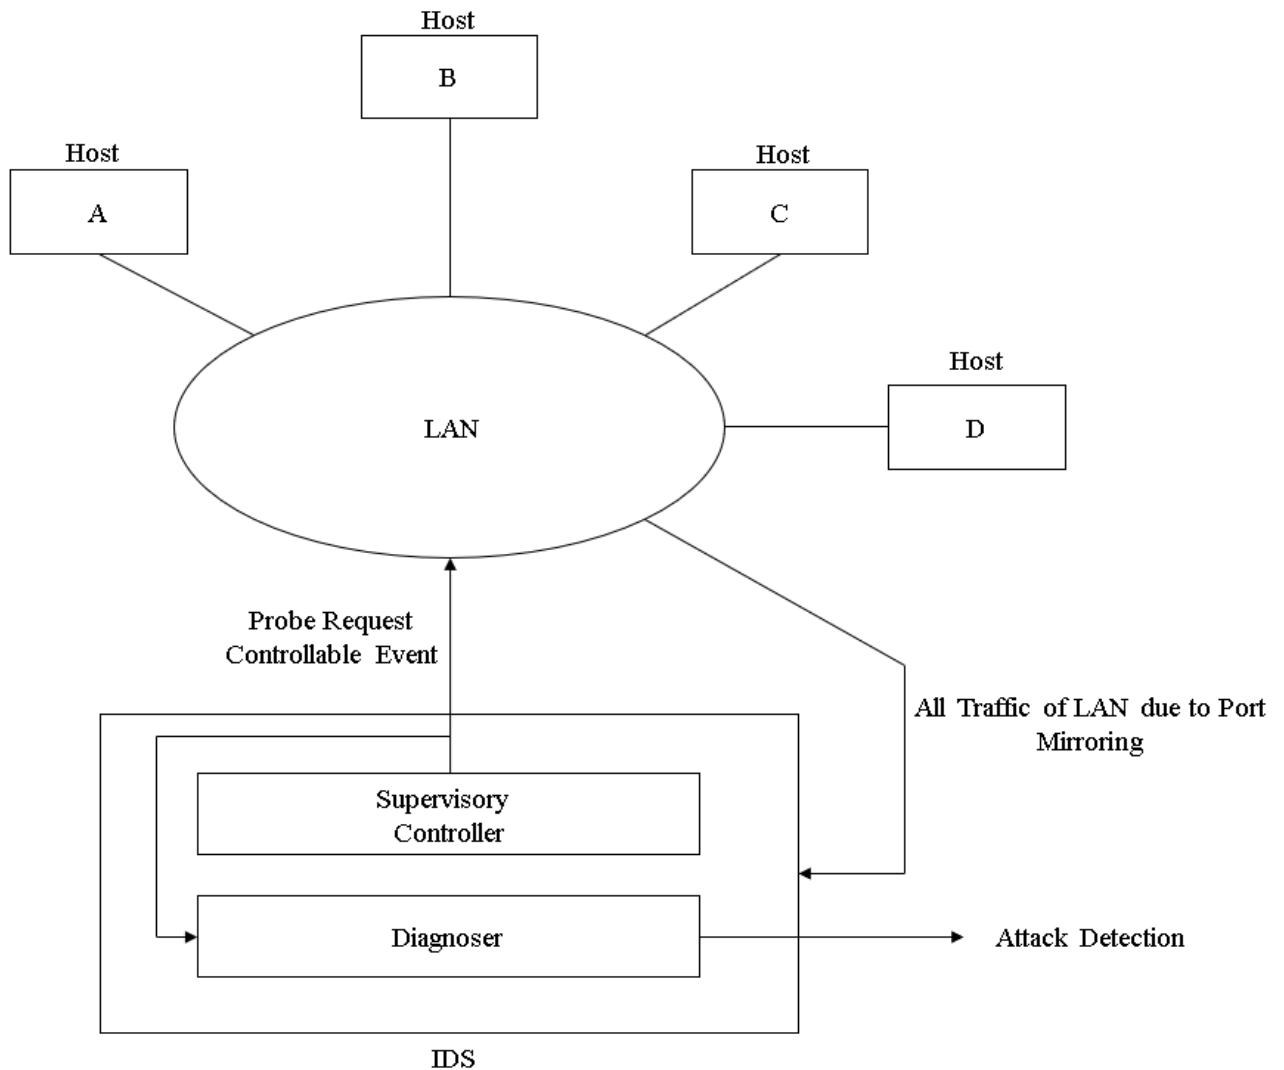 Host
B
Host
A
Host
C
Host
D
LAN
Probe Request
Controllable Event
All Traffic of LAN due to Port
Mirroring
Supervisory
Controller
Diagnoser
Attack Detection
IDS